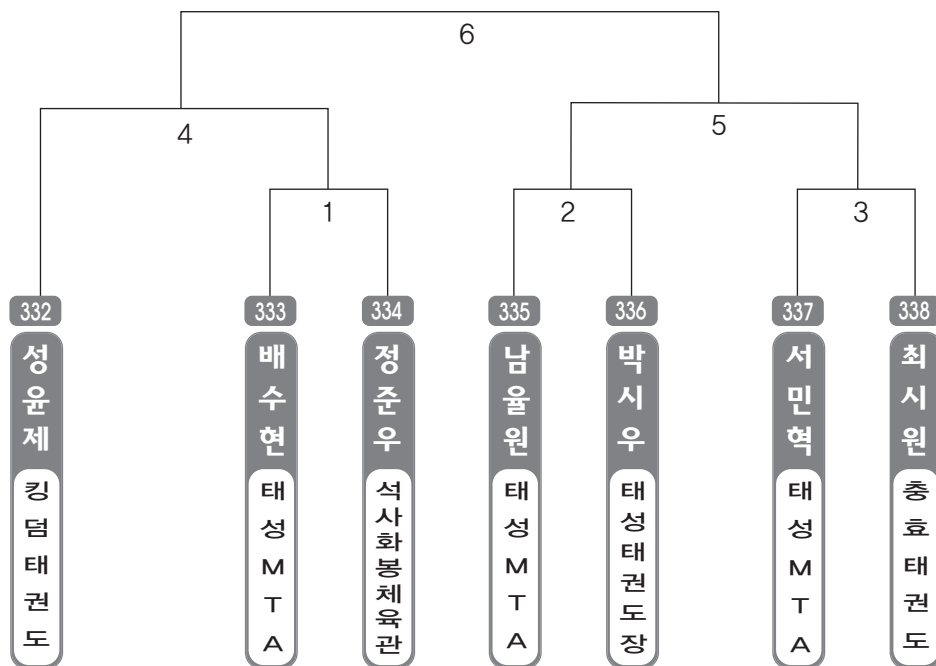 6
4
5
1
2
3
332
333
334
335
336
337
338
성윤제
배수현
정준우
남율원
박시우
서민혁
최시원
킹덤태권도
태성MTA
석사화봉체육관
태성MTA
태성태권도장
태성MTA
충효태권도